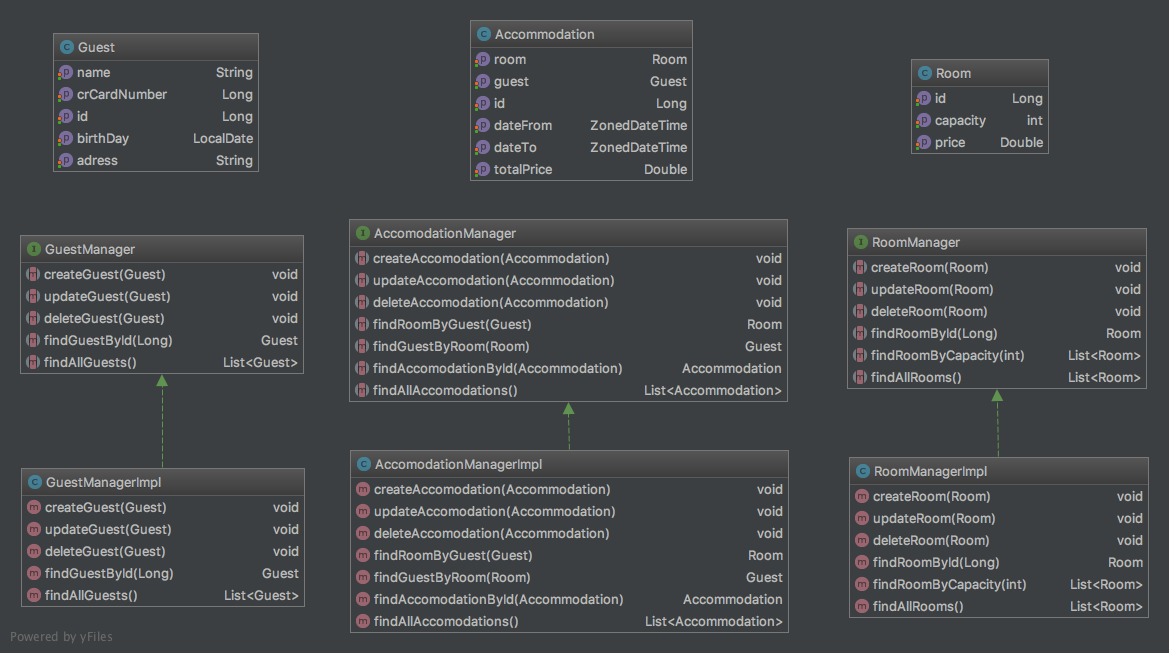 Guest
name String
crCardNumber Long
id Long
birthDay LocalDate
adress String
Accommodation
room Room
guest Guest
id Long
dateFrom ZonedDateTime
dateTo ZonedDateTime
totalPrice Double
Room
id Long
capacity int
price Double
GuestManager
createGuest(Guest) void
updateGuest(Guest) void
deleteGuest(Guest) void
findGuestById(Long) Guest
findAllGuests() List<Guest>
AccomodationManager
createAccomodation(Accommodation) void
updateAccomodation(Accommodation) void
deleteAccomodation(Accommodation) void
findRoomByGuest(Guest) Room
findGuestByRoom(Room) Guest
findAccomodationById(Accommodation) Accommodation
findAllAccomodations() List<Accommodation>
RoomManager
createRoom(Room) void
updateRoom(Room) void
deleteRoom(Room) void
findRoomById(Long) Room
findRoomByCapacity(int) List<Room>
findAllRooms() List<Room>
GuestManagerImpl
createGuest(Guest) void
updateGuest(Guest) void
deleteGuest(Guest) void
findGuestById(Long) Guest
findAllGuests() List<Guest>
AccomodationManagerImpl
createAccomodation(Accommodation) void
updateAccomodation(Accommodation) void
deleteAccomodation(Accommodation) void
findRoomByGuest(Guest) Room
findGuestByRoom(Room) Guest
findAccomodationById(Accommodation) Accommodation
findAllAccomodations() List<Accommodation>
RoomManagerImpl
createRoom(Room) void
updateRoom(Room) void
deleteRoom(Room) void
findRoomById(Long) Room
findRoomByCapacity(int) List<Room>
findAllRooms() List<Room>
Powered by yFiles